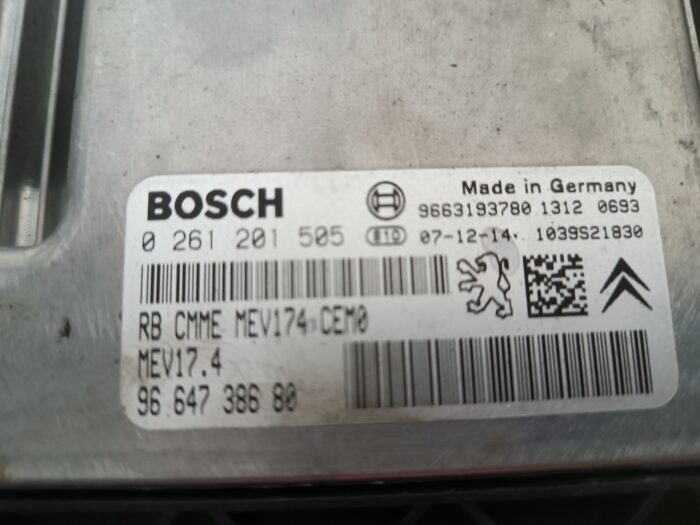 BOSCH
Made in Germany
9663193780 1312 0693
0 261 201 505 B10 07-12-14 1039S21830
RB CMME MEV174 CEM0
MEV17.4
96 647 386 80